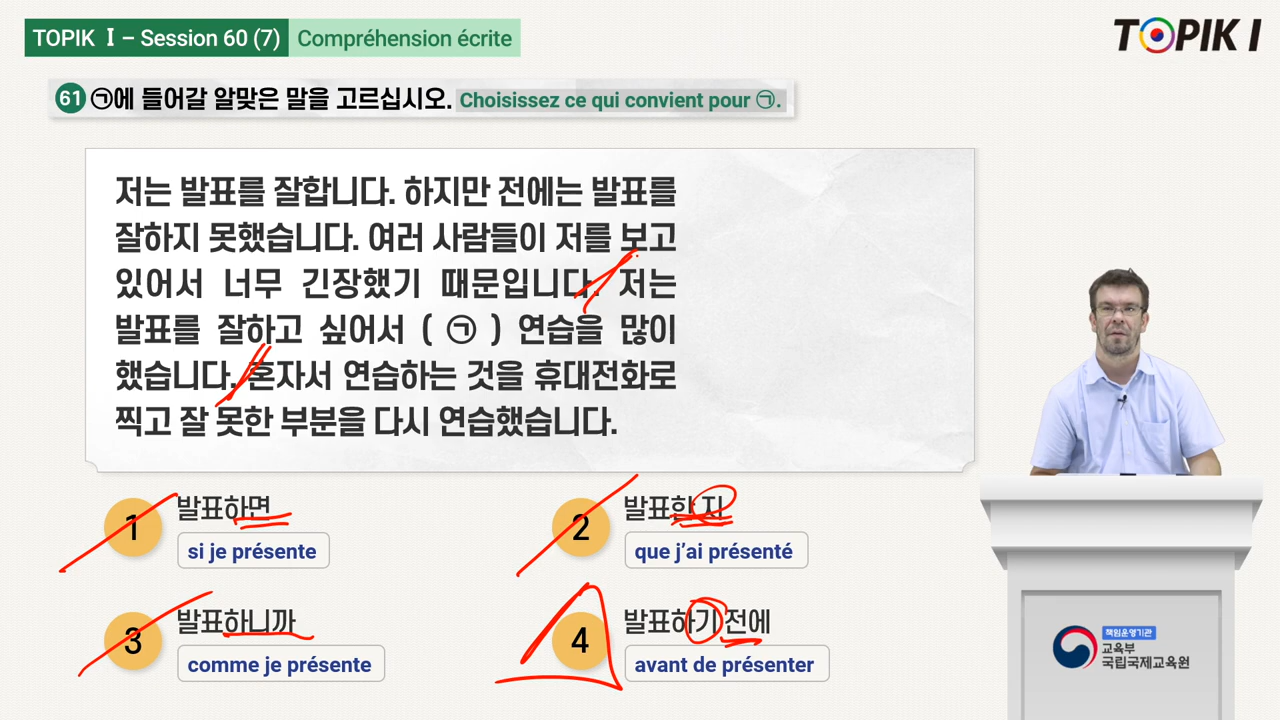 TOPIK Ⅰ – Session 60 (7) Compréhension écrite
TOPIK I
61 ㉠에 들어갈 알맞은 말을 고르십시오. Choisissez ce qui convient pour ㉠.
저는 발표를 잘합니다. 하지만 전에는 발표를
잘하지 못했습니다. 여러 사람들이 저를 보고
있어서 너무 긴장했기 때문입니다. 저는
발표를 잘하고 싶어서 ( ㉠ ) 연습을 많이
했습니다. 혼자서 연습하는 것을 휴대전화로
찍고 잘 못한 부분을 다시 연습했습니다.
1 발표하면
si je présente
2 발표한 지
que j’ai présenté
3 발표하니까
comme je présente
4 발표하기 전에
avant de présenter
책임운영기관
교육부
국립국제교육원